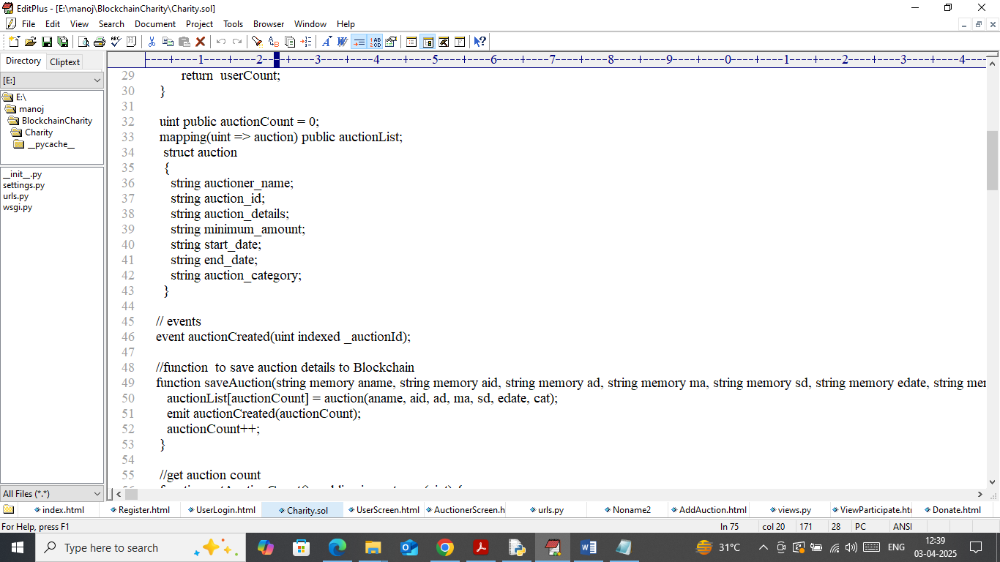 EditPlus - [E:\manoj\BlockchainCharity\Charity.sol]
File Edit View Search Document Project Tools Browser Window Help
Directory Cliptext
[E:]
E:\
manoj
BlockchainCharity
Charity
__pycache__
__init__.py
settings.py
urls.py
wsgi.py
All Files (*.*)
----+----1----+----2----+----3----+----4----+----5----+----6----+----7----+----8----+----9----+----0----+----1----+----2----+----3----+----4----
29 return  userCount;
30 }
31
32 uint public auctionCount = 0;
33 mapping(uint => auction) public auctionList;
34 struct auction
35 {
36 string auctioner_name;
37 string auction_id;
38 string auction_details;
39 string minimum_amount;
40 string start_date;
41 string end_date;
42 string auction_category;
43 }
44
45 // events
46 event auctionCreated(uint indexed _auctionId);
47
48 //function  to save auction details to Blockchain
49 function saveAuction(string memory aname, string memory aid, string memory ad, string memory ma, string memory sd, string memory edate, string mer
50 auctionList[auctionCount] = auction(aname, aid, ad, ma, sd, edate, cat);
51 emit auctionCreated(auctionCount);
52 auctionCount++;
53 }
54
55 //get auction count
index.html Register.html UserLogin.html Charity.sol UserScreen.html AuctionerScreen.h urls.py Noname2 AddAuction.html views.py ViewParticipate.ht Donate.html
For Help, press F1 ln 75 col 20 171 28 PC ANSI
Type here to search 31°C ENG 12:39
03-04-2025